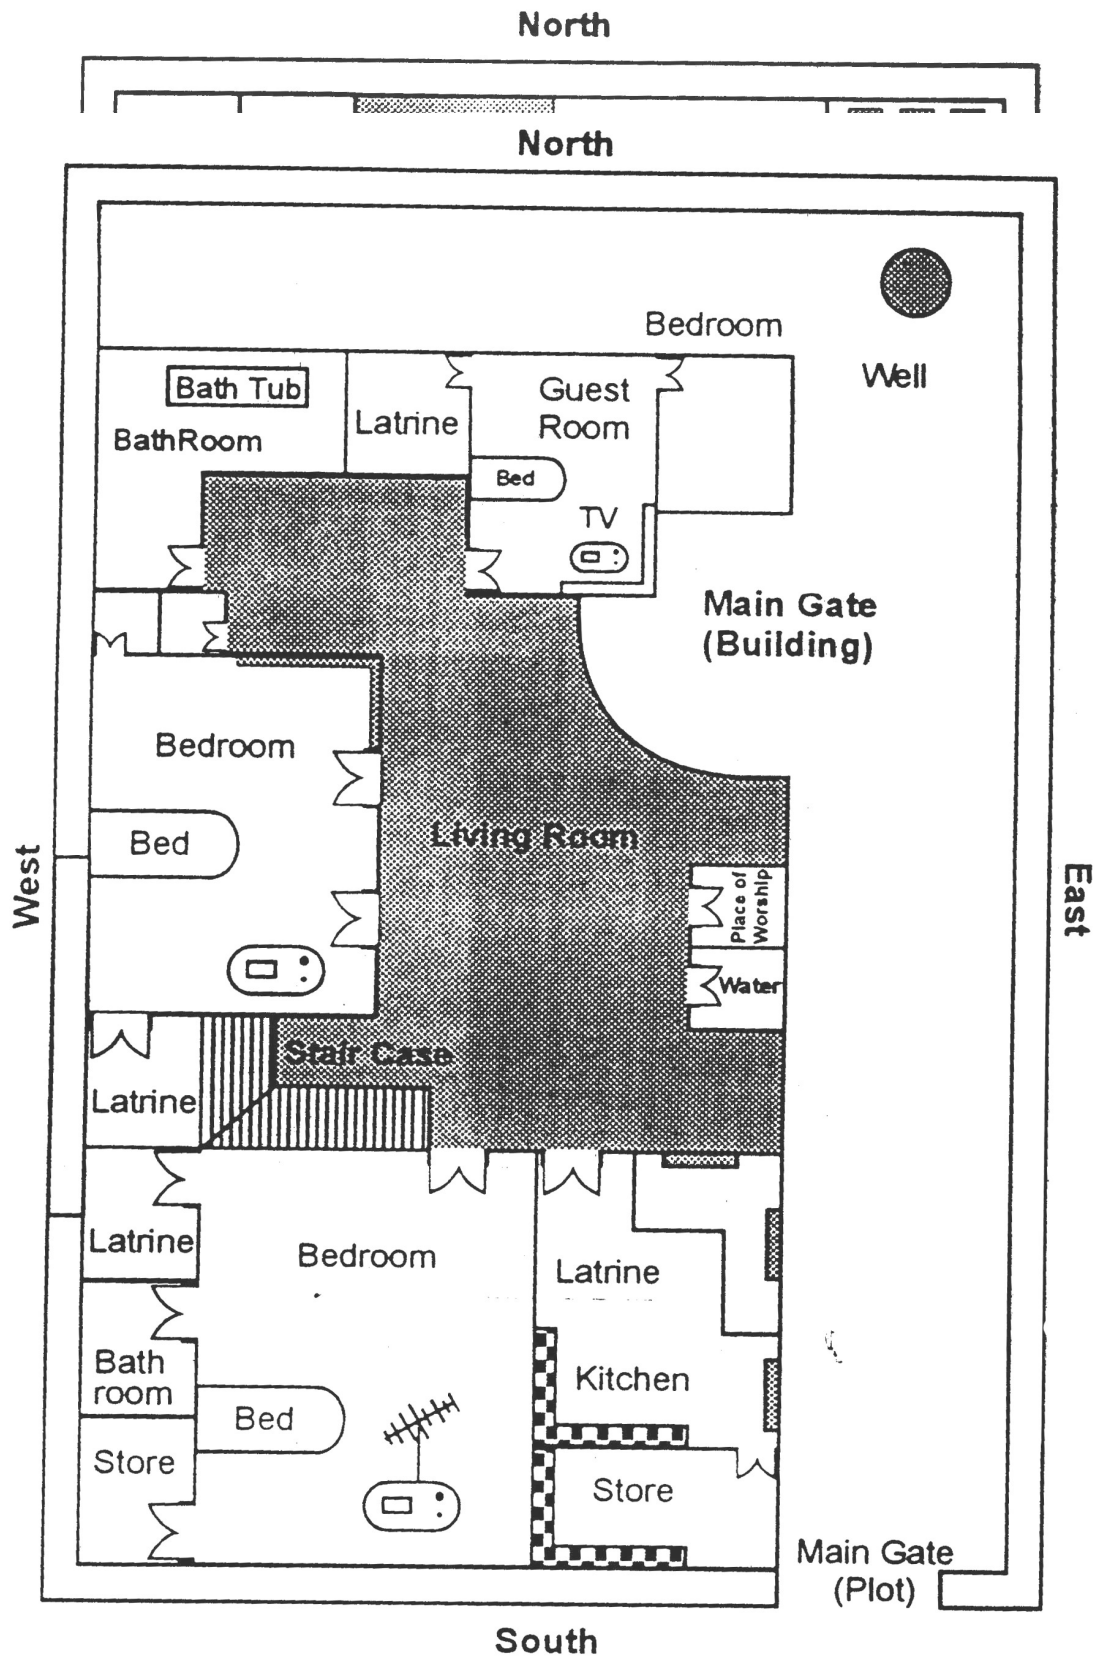 North
North
Bedroom
Well
Bath Tub
BathRoom
Latrine
Guest
Room
Bed
TV
Main Gate
(Building)
Bedroom
Living Room
Bed
West
East
Place of
Worship
Water
Stair Case
Latrine
Latrine
Bedroom
Latrine
Bath
room
Kitchen
Bed
Store
Store
Main Gate
(Plot)
South